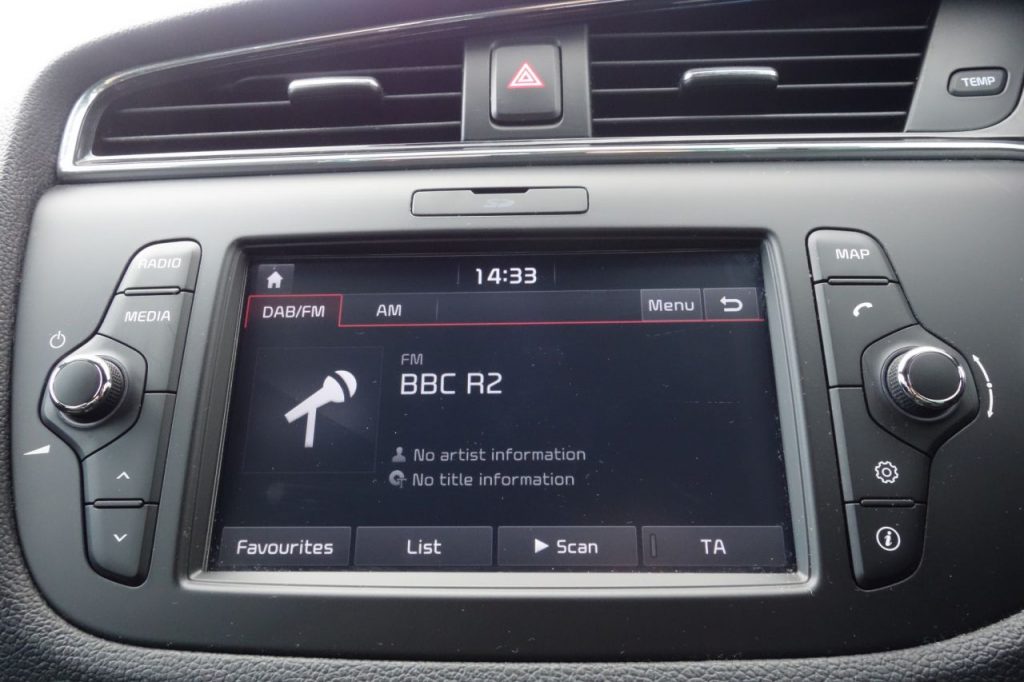 TEMP
SD
RADIO
MEDIA
14:33
DAB/FM AM Menu
FM
BBC R2
No artist information
No title information
Favourites List Scan TA
MAP